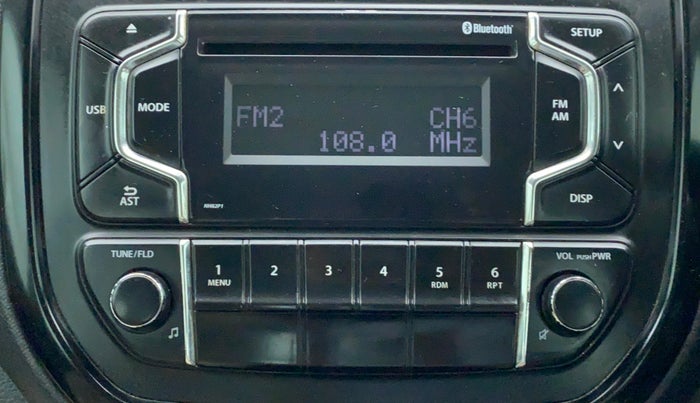 Bluetooth
SETUP
USB
MODE
FM2 CH6
108.0 MHz
FM
AM
AST
DISP
TUNE/FLD
VOL PUSH PWR
1 MENU
2
3
4
5 RDM
6 RPT